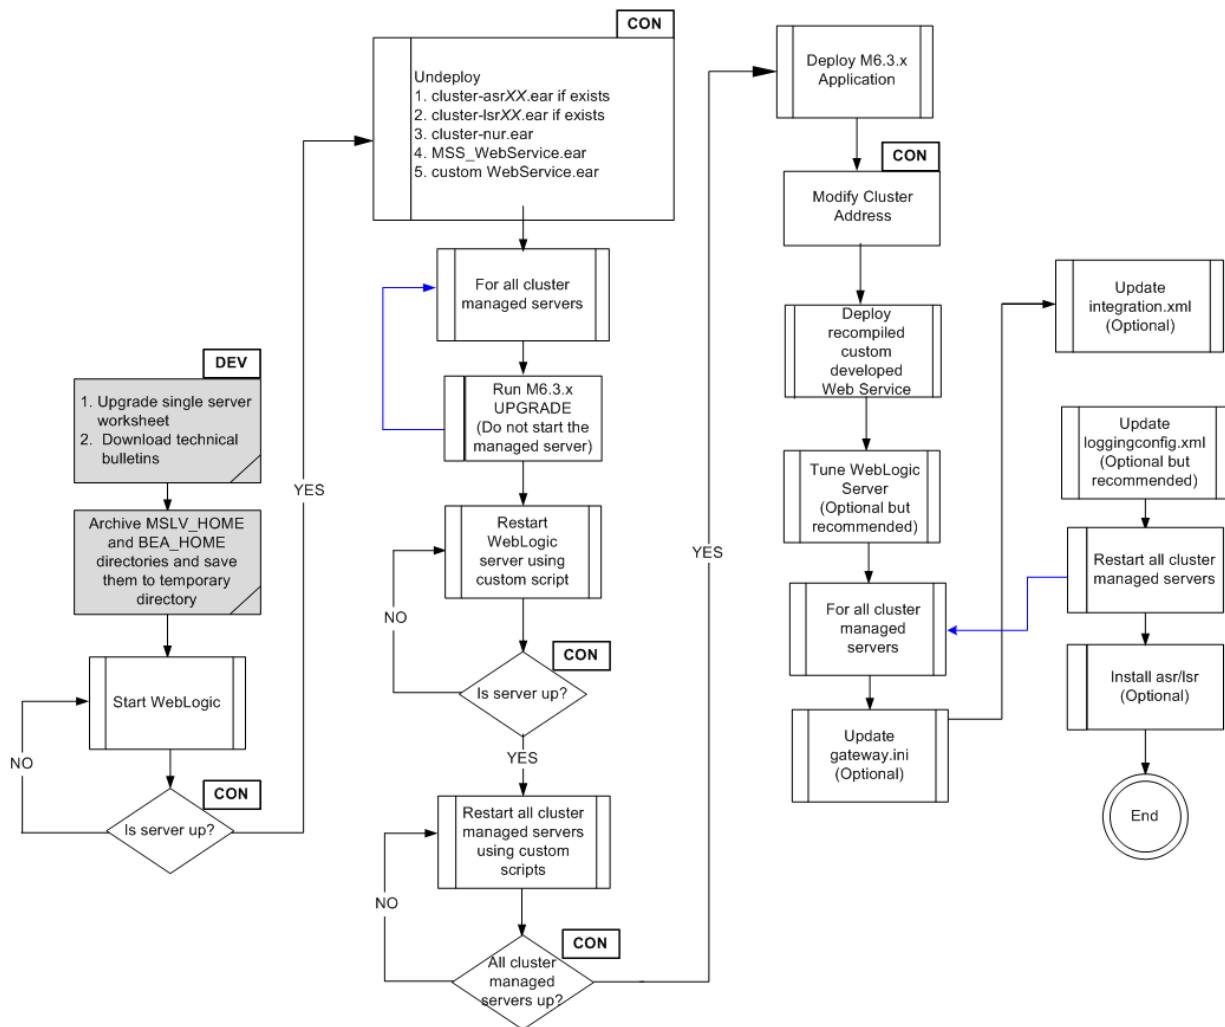 DEV
1. Upgrade single server
worksheet
2. Download technical
bulletins
Archive MSLV_HOME
and BEA_HOME
directories and save
them to temporary
directory
Start WebLogic
NO
CON
Is server up?
YES
CON
Undeploy
1. cluster-asrXX.ear if exists
2. cluster-lsrXX.ear if exists
3. cluster-nur.ear
4. MSS_WebService.ear
5. custom WebService.ear
For all cluster
managed servers
Run M6.3.x
UPGRADE
(Do not start the
managed server)
Restart
WebLogic
server using
custom script
NO
CON
Is server up?
YES
Restart all cluster
managed servers
using custom
scripts
NO
CON
All cluster
managed
servers up?
YES
Deploy M6.3.x
Application
CON
Modify Cluster
Address
Deploy
recompiled
custom
developed
Web Service
Tune WebLogic
Server
(Optional but
recommended)
For all cluster
managed
servers
Update
gateway.ini
(Optional)
Update
integration.xml
(Optional)
Update
loggingconfig.xml
(Optional but
recommended)
Restart all cluster
managed servers
Install asr/lsr
(Optional)
End